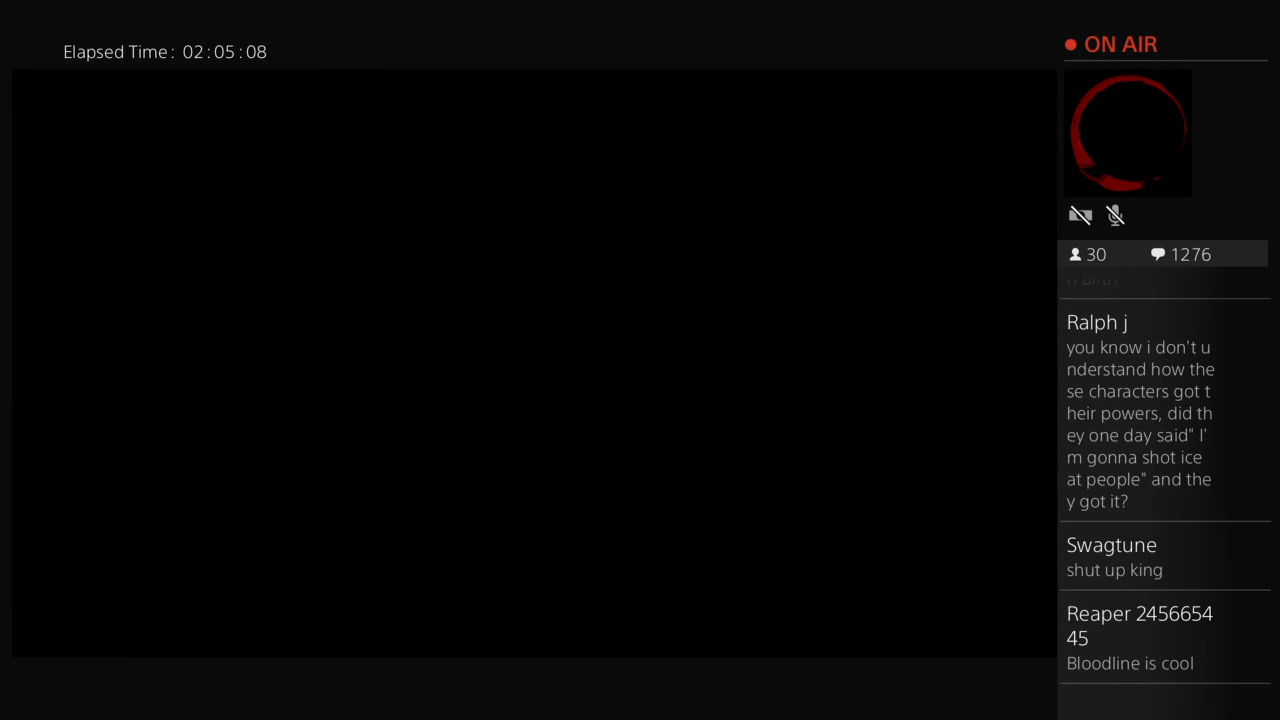 Elapsed Time: 02:05:08
ON AIR
30 1276
Ralph j
you know i don't u
nderstand how the
se characters got t
heir powers, did th
ey one day said" I'
m gonna shot ice
at people" and the
y got it?
Swagtune
shut up king
Reaper 2456654
45
Bloodline is cool